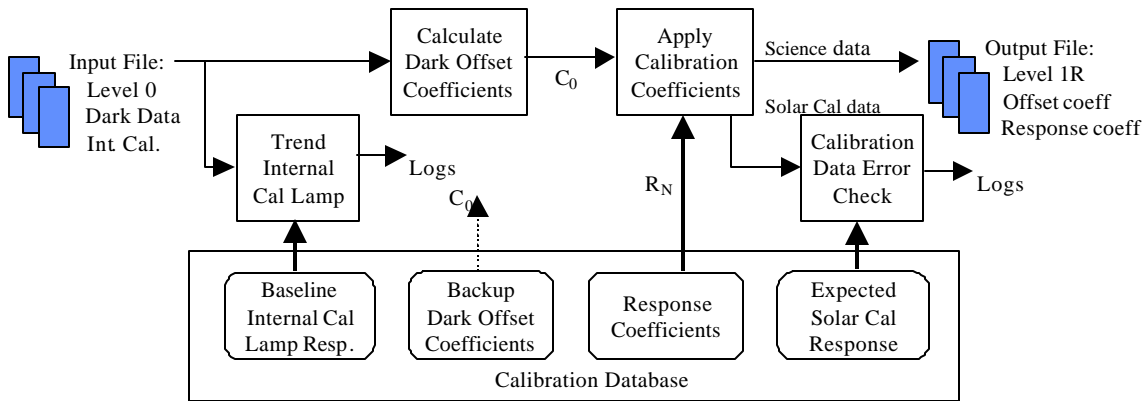 Input File:
Level 0
Dark Data
Int. Cal.
Calculate
Dark Offset
Coefficients
C0
Apply
Calibration
Coefficients
Science data
Solar Cal data
Output File:
Level 1R
Offset coeff
Response coeff
Trend
Internal
Cal Lamp
Logs
C0
RN
Calibration
Data Error
Check
Logs
Baseline
Internal Cal
Lamp Resp.
Backup
Dark Offset
Coefficients
Response
Coefficients
Expected
Solar Cal
Response
Calibration Database